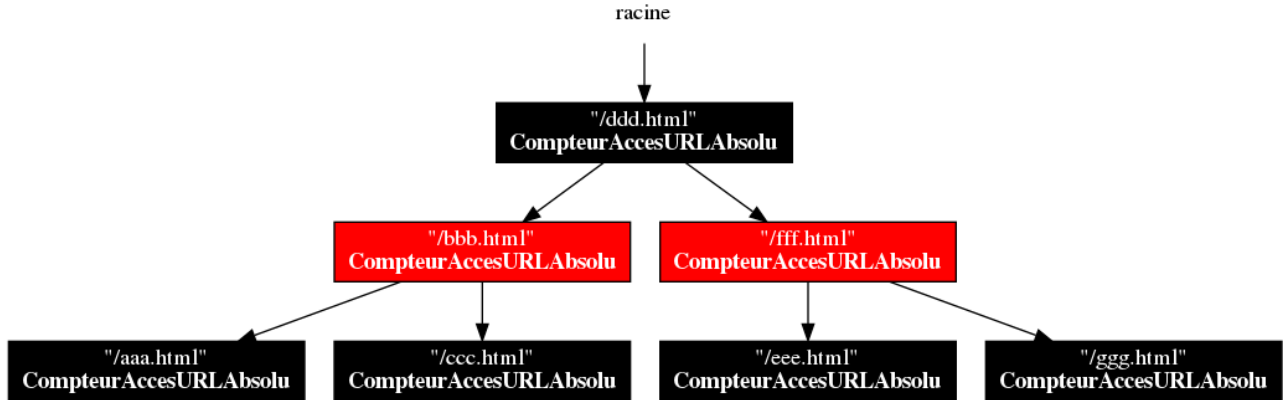 racine
"/ddd.html"
CompteurAccesURLAbsolu
"/bbb.html"
CompteurAccesURLAbsolu
"/fff.html"
CompteurAccesURLAbsolu
"/aaa.html"
CompteurAccesURLAbsolu
"/ccc.html"
CompteurAccesURLAbsolu
"/eee.html"
CompteurAccesURLAbsolu
"/ggg.html"
CompteurAccesURLAbsolu